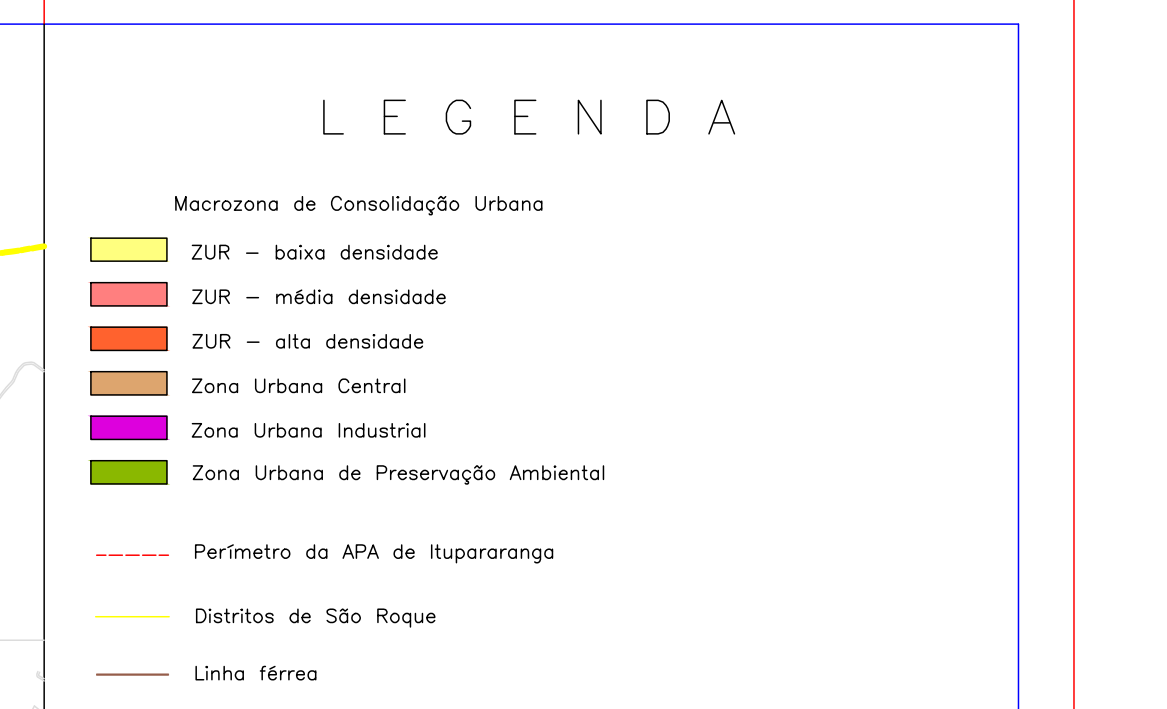 LEGENDA
Macrozona de Consolidação Urbana
ZUR - baixa densidade
ZUR - média densidade
ZUR - alta densidade
Zona Urbana Central
Zona Urbana Industrial
Zona Urbana de Preservação Ambiental
Perímetro da APA de Itupararanga
Distritos de São Roque
Linha férrea